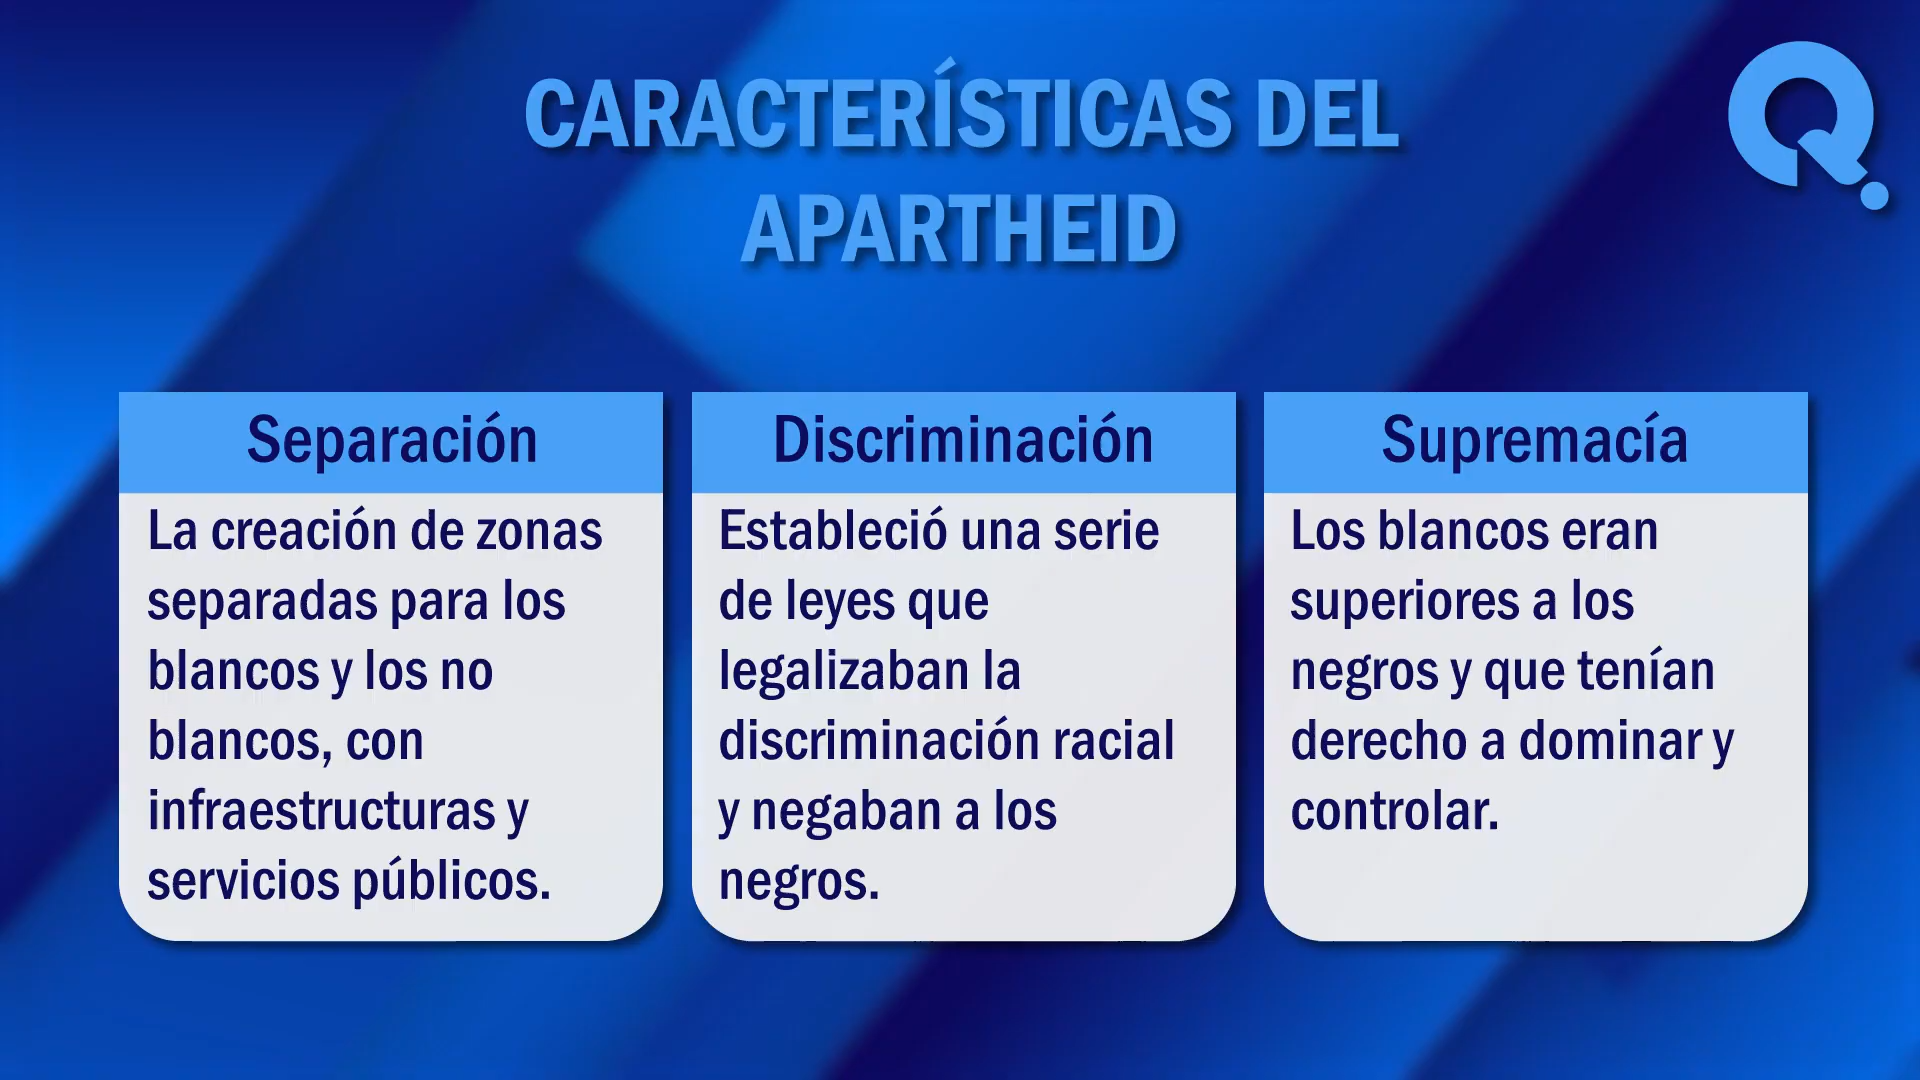 CARACTERÍSTICAS DEL
APARTHEID
Separación
La creación de zonas
separadas para los
blancos y los no
blancos, con
infraestructuras y
servicios públicos.
Discriminación
Estableció una serie
de leyes que
legalizaban la
discriminación racial
y negaban a los
negros.
Supremacía
Los blancos eran
superiores a los
negros y que tenían
derecho a dominar y
controlar.